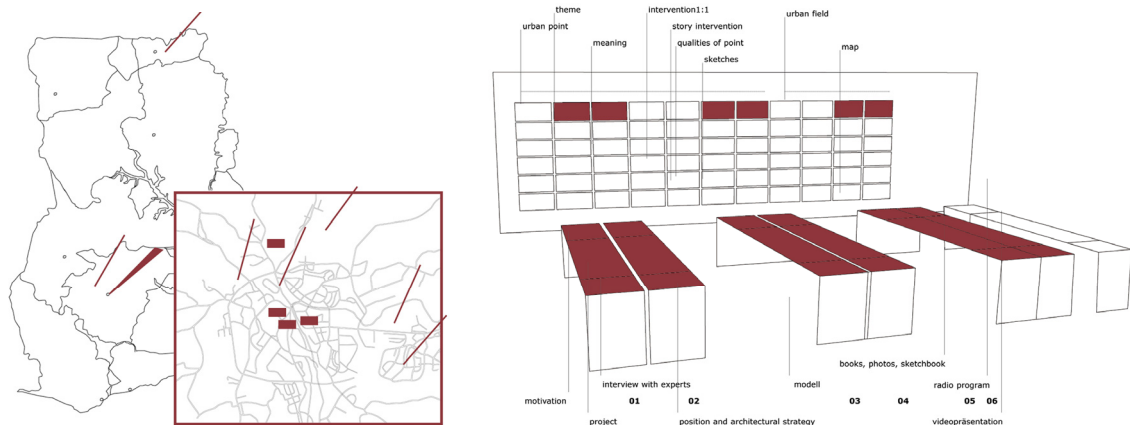 theme
intervention1:1
urban field
urban point
story intervention
meaning
qualities of point
map
sketches
books, photos, sketchbook
interview with experts
modell
radio program
motivation
01
02
03
04
05
06
project
position and architectural strategy
videopräsentation